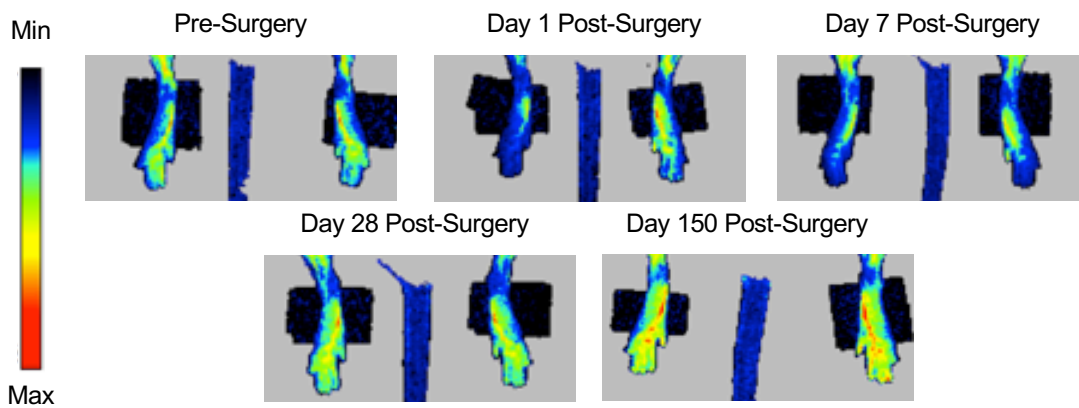 Min
Pre-Surgery
Day 1 Post-Surgery
Day 7 Post-Surgery
Day 28 Post-Surgery
Day 150 Post-Surgery
Max